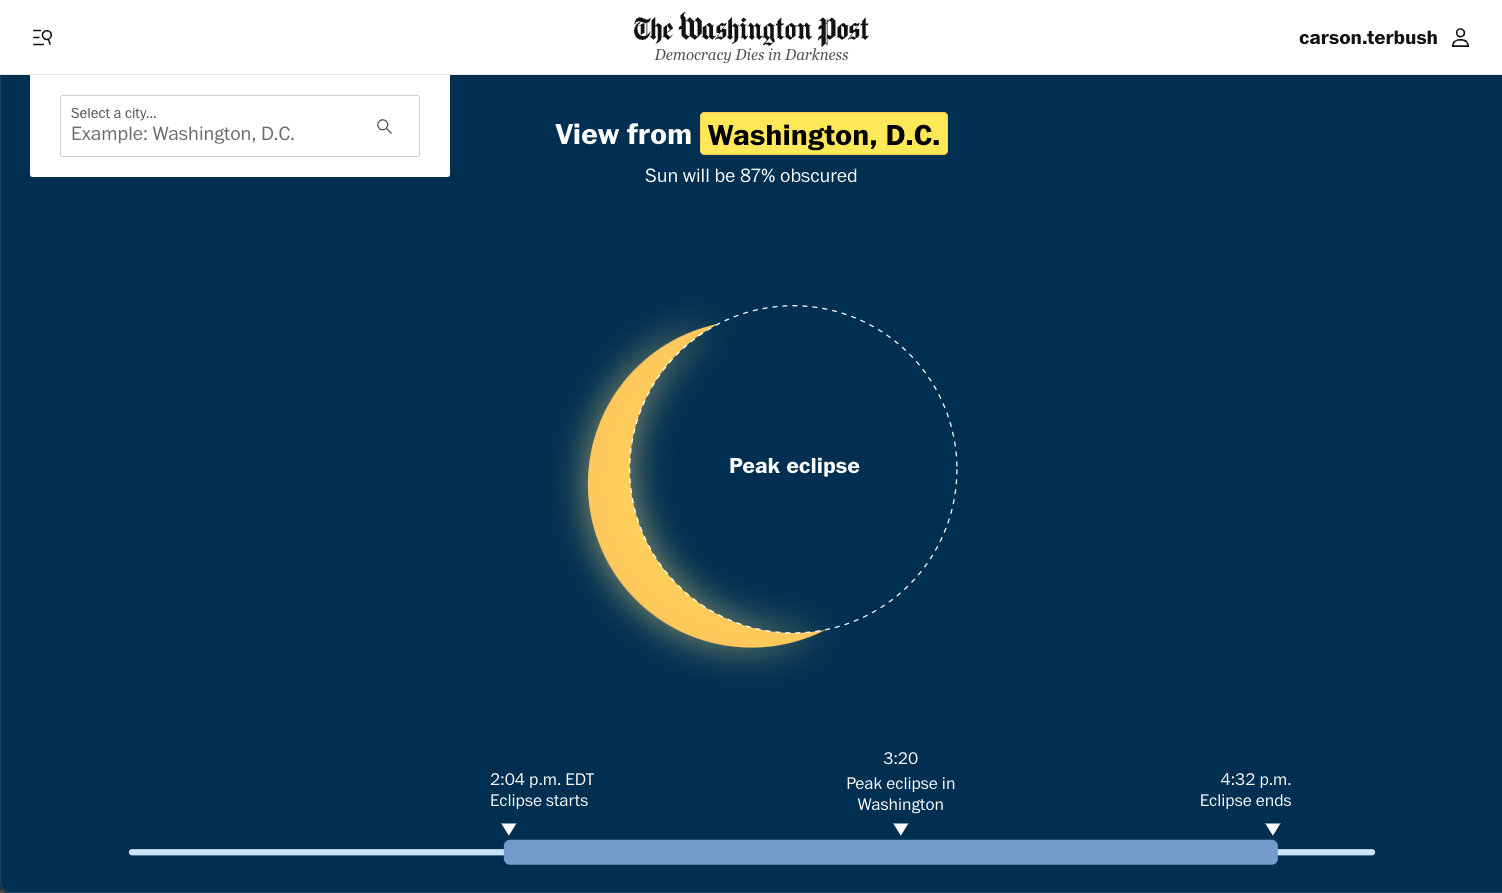 The Washington Post
Democracy Dies in Darkness
carson.terbush
Select a city...
Example: Washington, D.C.
View from Washington, D.C.
Sun will be 87% obscured
Peak eclipse
2:04 p.m. EDT
Eclipse starts
3:20
Peak eclipse in
Washington
4:32 p.m.
Eclipse ends